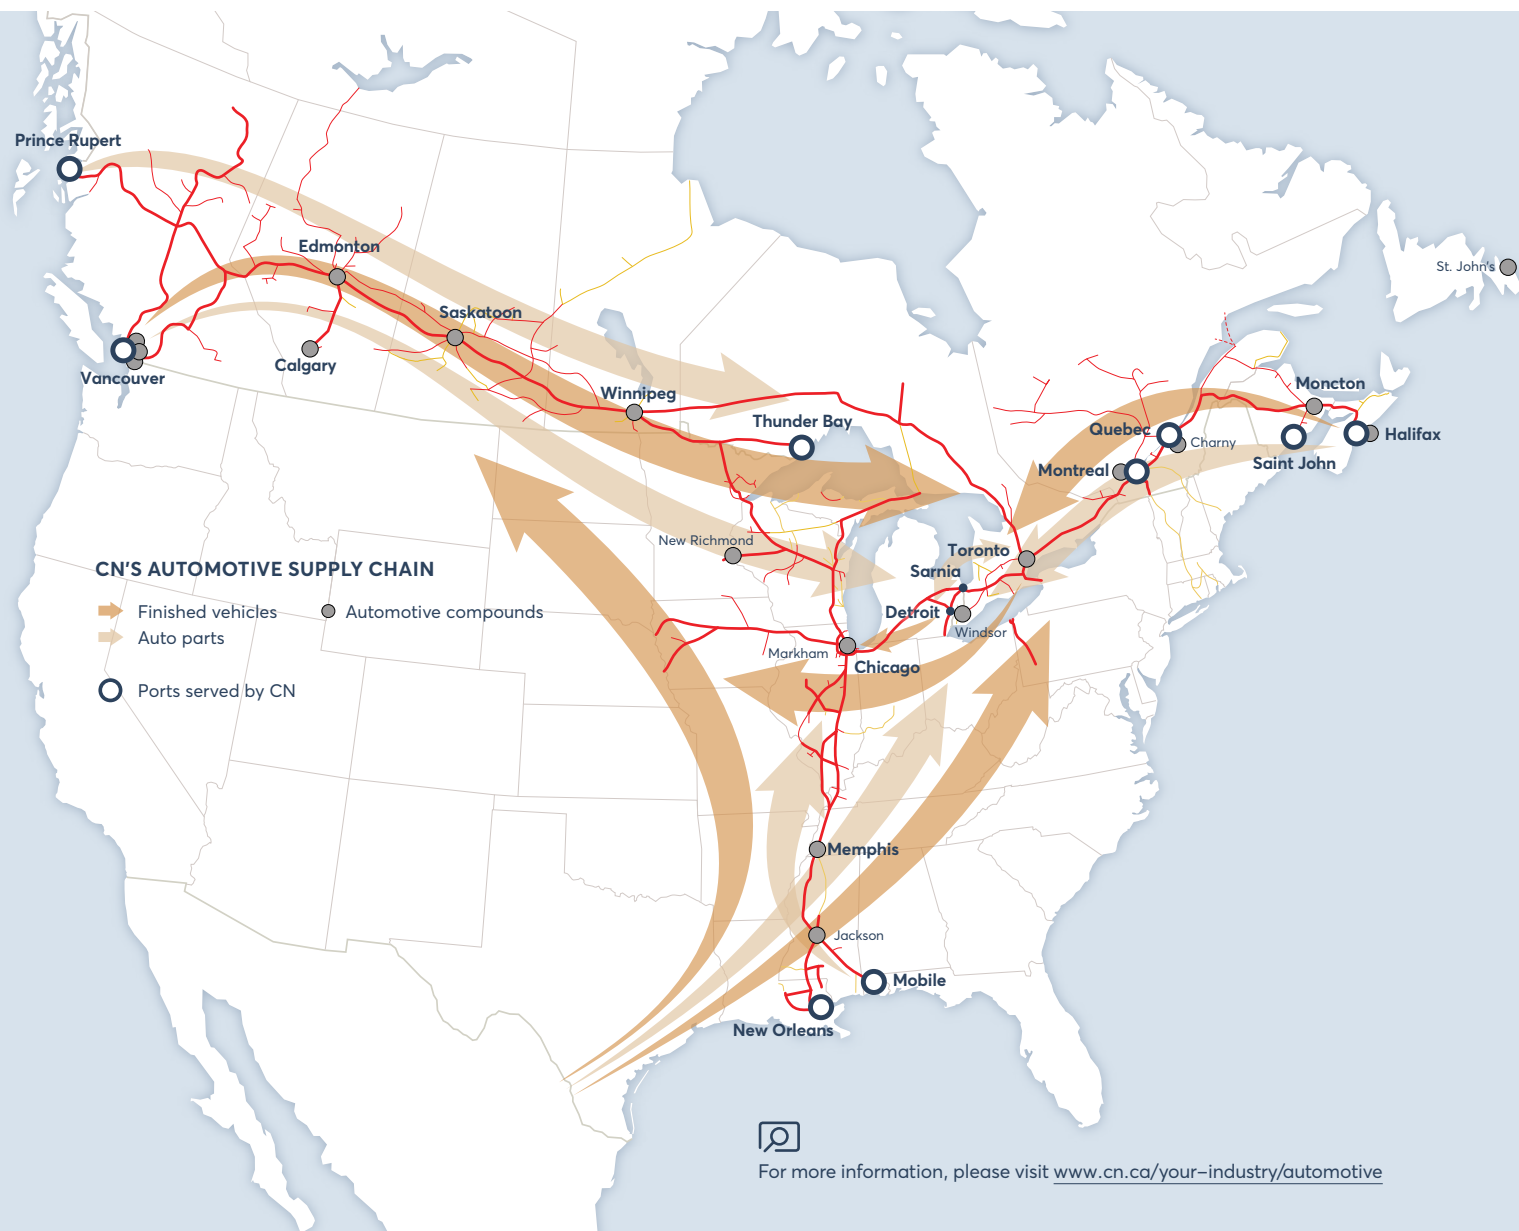 Prince Rupert
Edmonton
St. John's
Saskatoon
Calgary
Vancouver
Winnipeg
Moncton
Thunder Bay
Quebec
Charny
Halifax
Saint John
Montreal
New Richmond
Toronto
Sarnia
Detroit
Windsor
Markham
Chicago
CN'S AUTOMOTIVE SUPPLY CHAIN
Finished vehicles
Automotive compounds
Auto parts
Ports served by CN
Memphis
Jackson
Mobile
New Orleans
For more information, please visit www.cn.ca/your-industry/automotive